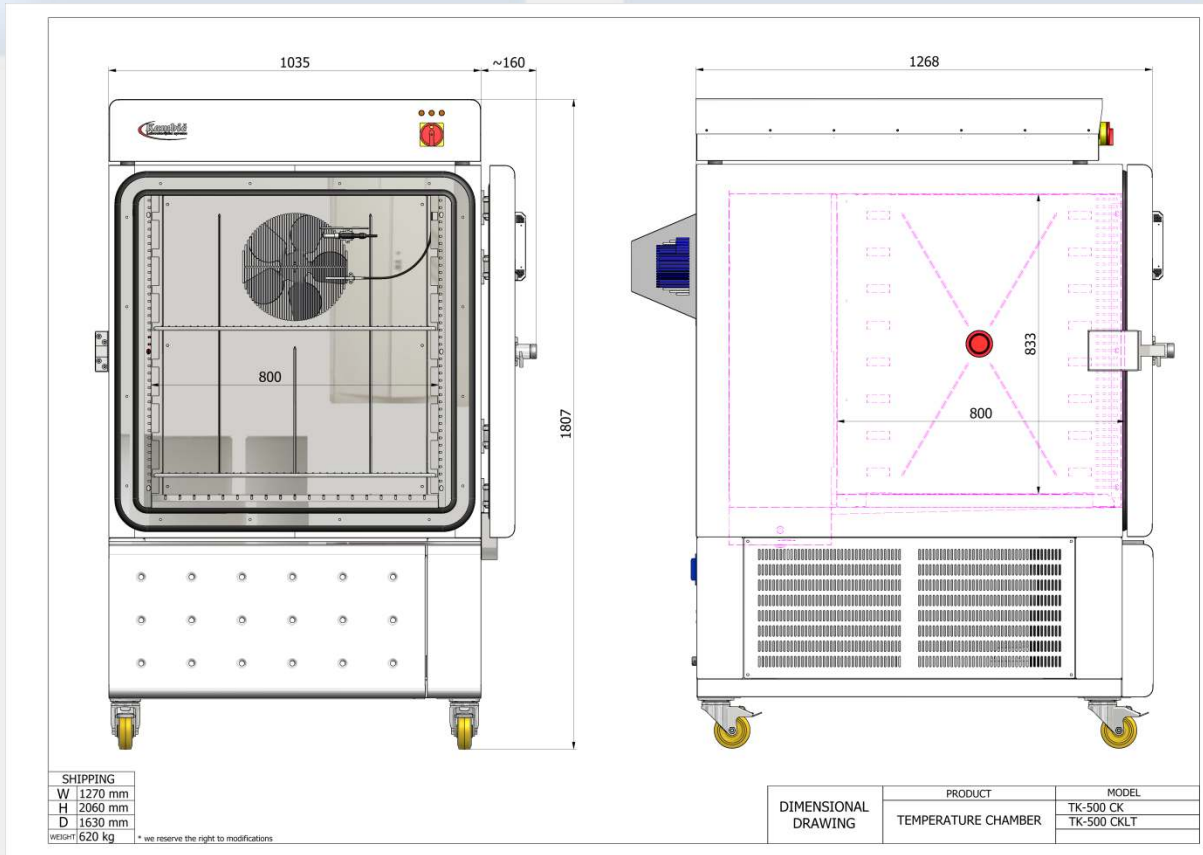 1035
~160
1268
Kambič
800
1807
833
800
SHIPPING
W 1270 mm
H 2060 mm
D 1630 mm
WEIGHT 620 kg
* we reserve the right to modifications
DIMENSIONAL
DRAWING
PRODUCT
TEMPERATURE CHAMBER
MODEL
TK-500 CK
TK-500 CKLT